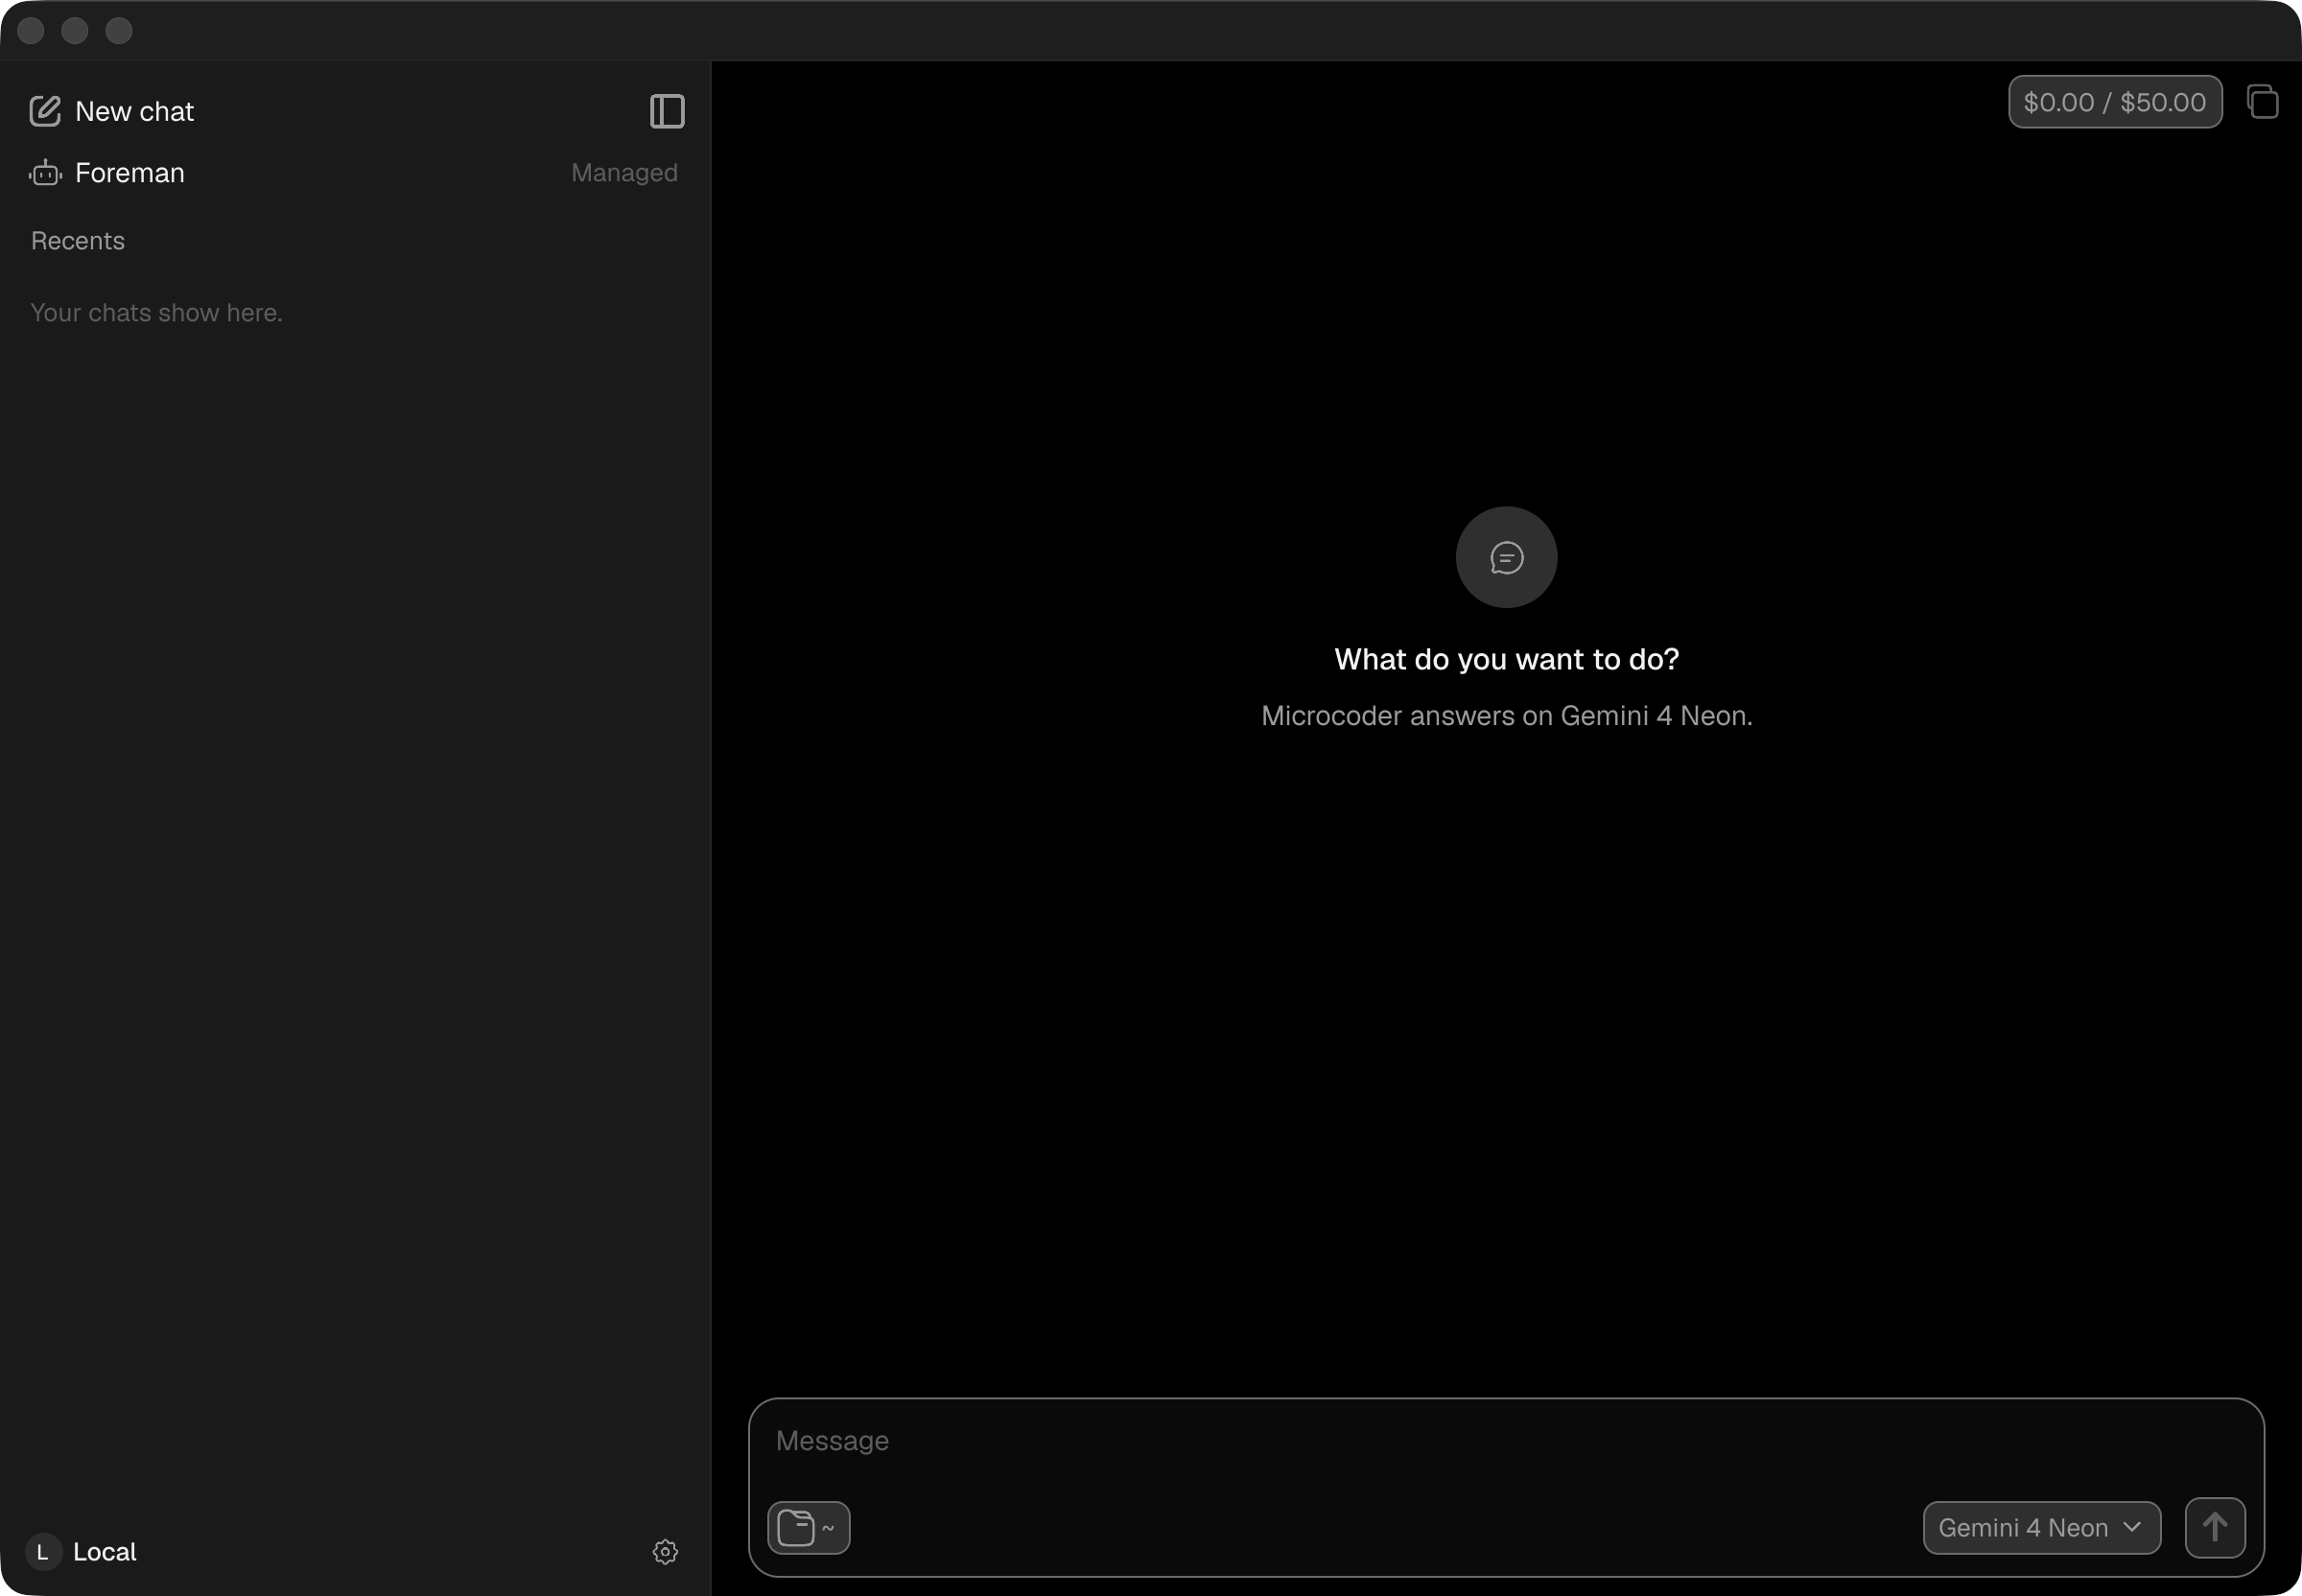 New chat
Foreman
Managed
Recents
Your chats show here.
L
Local
$0.00 / $50.00
What do you want to do?
Microcoder answers on Gemini 4 Neon.
Message
~
Gemini 4 Neon